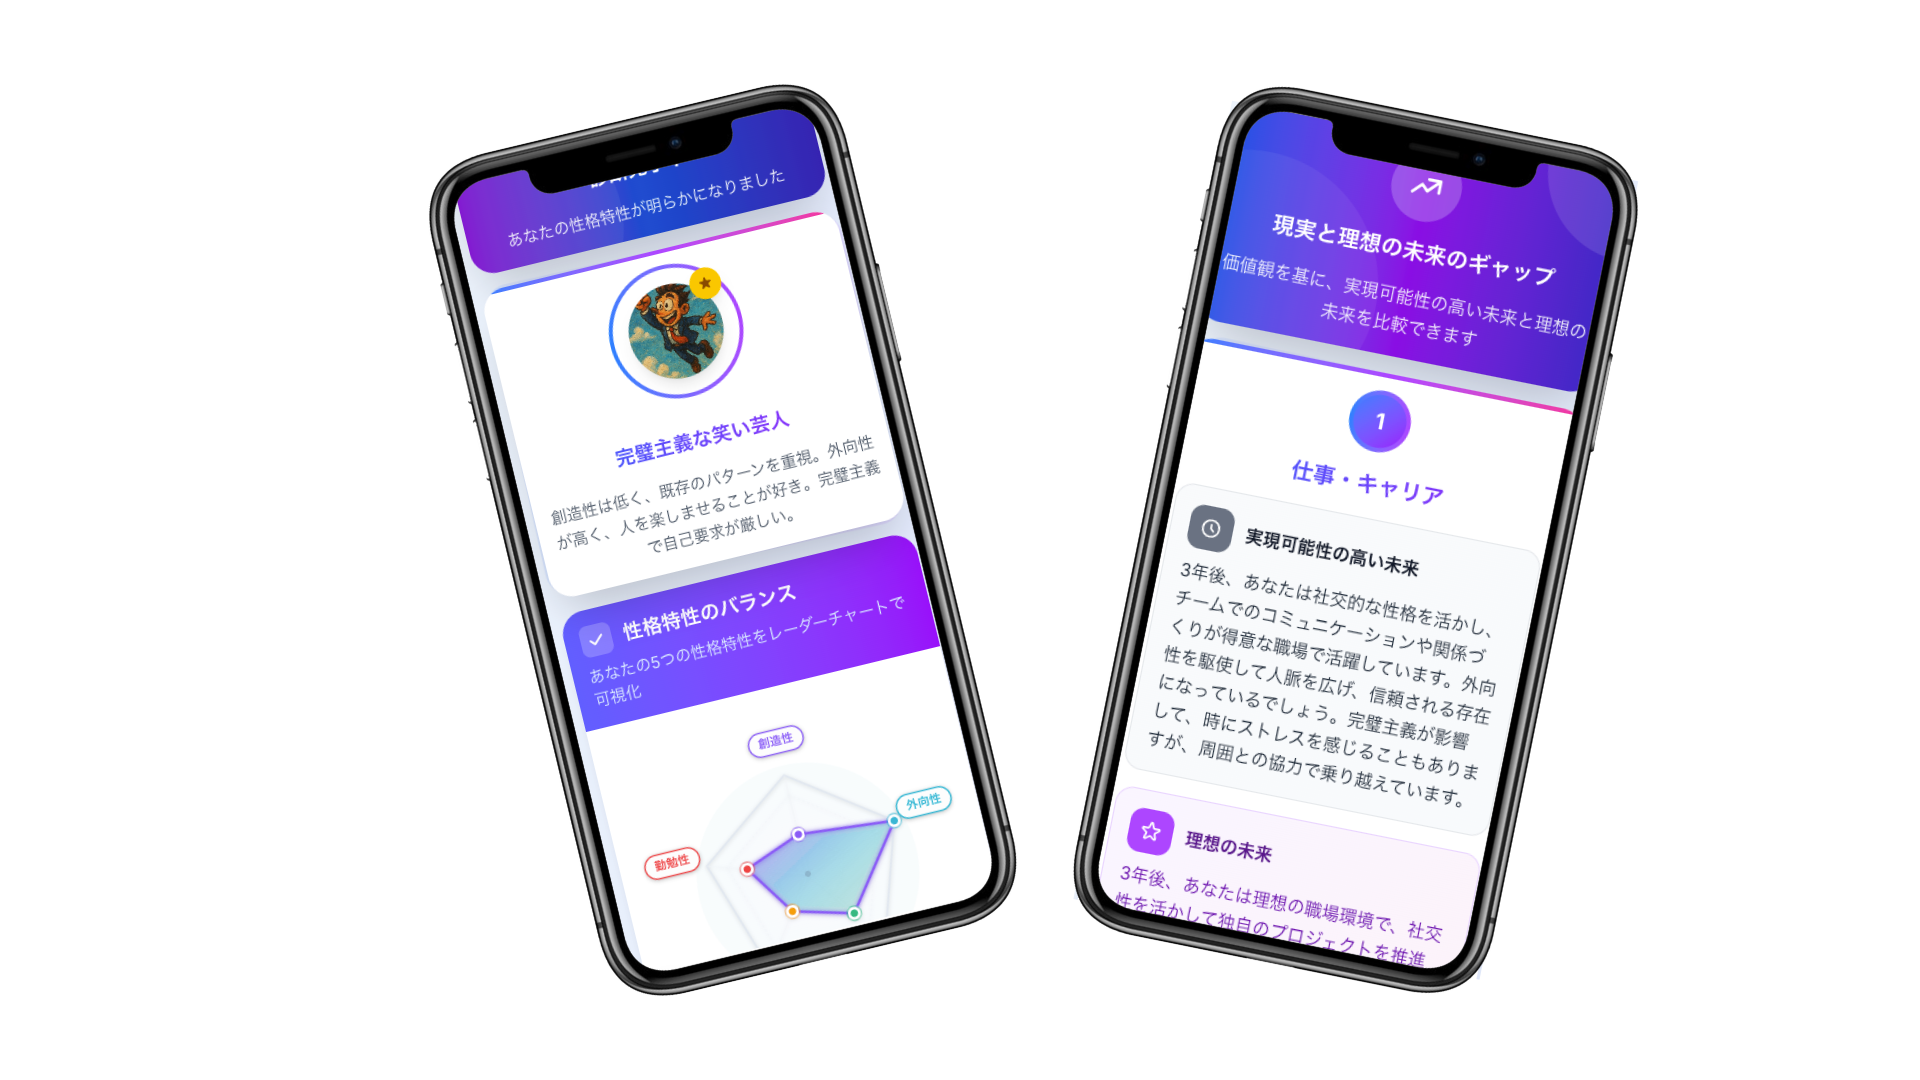 あなたの性格特性が明らかになりました
完璧主義な笑い芸人
創造性は低く、既存のパターンを重視。外向性
が高く、人を楽しませることが好き。完璧主義
で自己要求が厳しい。
性格特性のバランス
あなたの5つの性格特性をレーダーチャートで
可視化
創造性
外向性
勤勉性
現実と理想の未来のギャップ
価値観を基に、実現可能性の高い未来と理想の
未来を比較できます
1
仕事・キャリア
実現可能性の高い未来
3年後、あなたは社交的な性格を活かし、
チームでのコミュニケーションや関係づ
くりが得意な職場で活躍しています。外向
性を駆使して人脈を広げ、信頼される存在
になっているでしょう。完璧主義が影響
して、時にストレスを感じることもありま
すが、周囲との協力で乗り越えています。
理想の未来
3年後、あなたは理想の職場環境で、社交
性を活かして独自のプロジェクトを推進